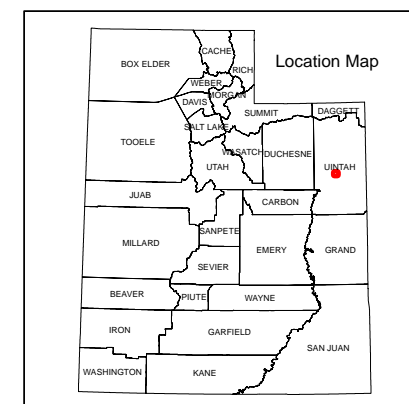 Location Map
CACHE
BOX ELDER
RICH
WEBER
MORGAN
DAVIS
SUMMIT
DAGGETT
SALT LAKE
TOOELE
WASATCH
DUCHESNE
UINTAH
UTAH
JUAB
CARBON
SANPETE
MILLARD
EMERY
GRAND
SEVIER
BEAVER
PIUTE
WAYNE
IRON
GARFIELD
SAN JUAN
WASHINGTON
KANE